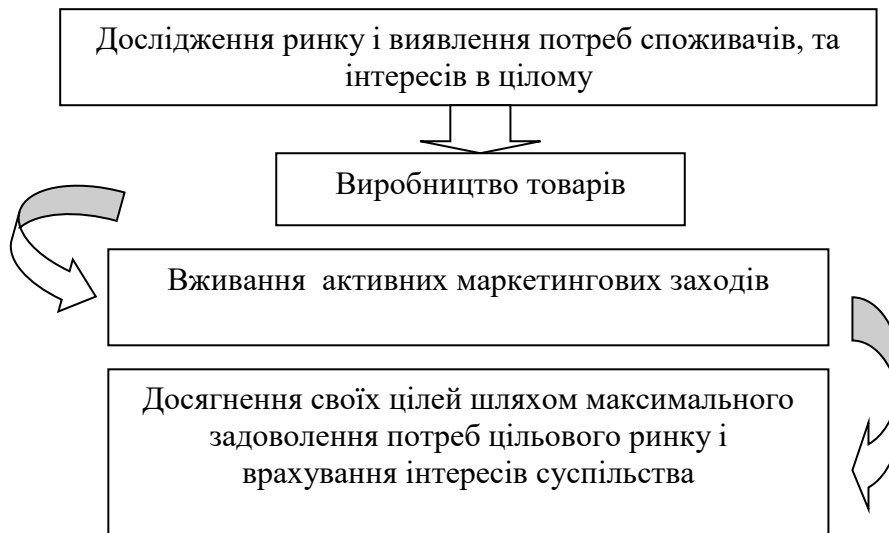 Дослідження ринку і виявлення потреб споживачів, та
інтересів в цілому
Виробництво товарів
Вживання активних маркетингових заходів
Досягнення своїх цілей шляхом максимального
задоволення потреб цільового ринку і
врахування інтересів суспільства